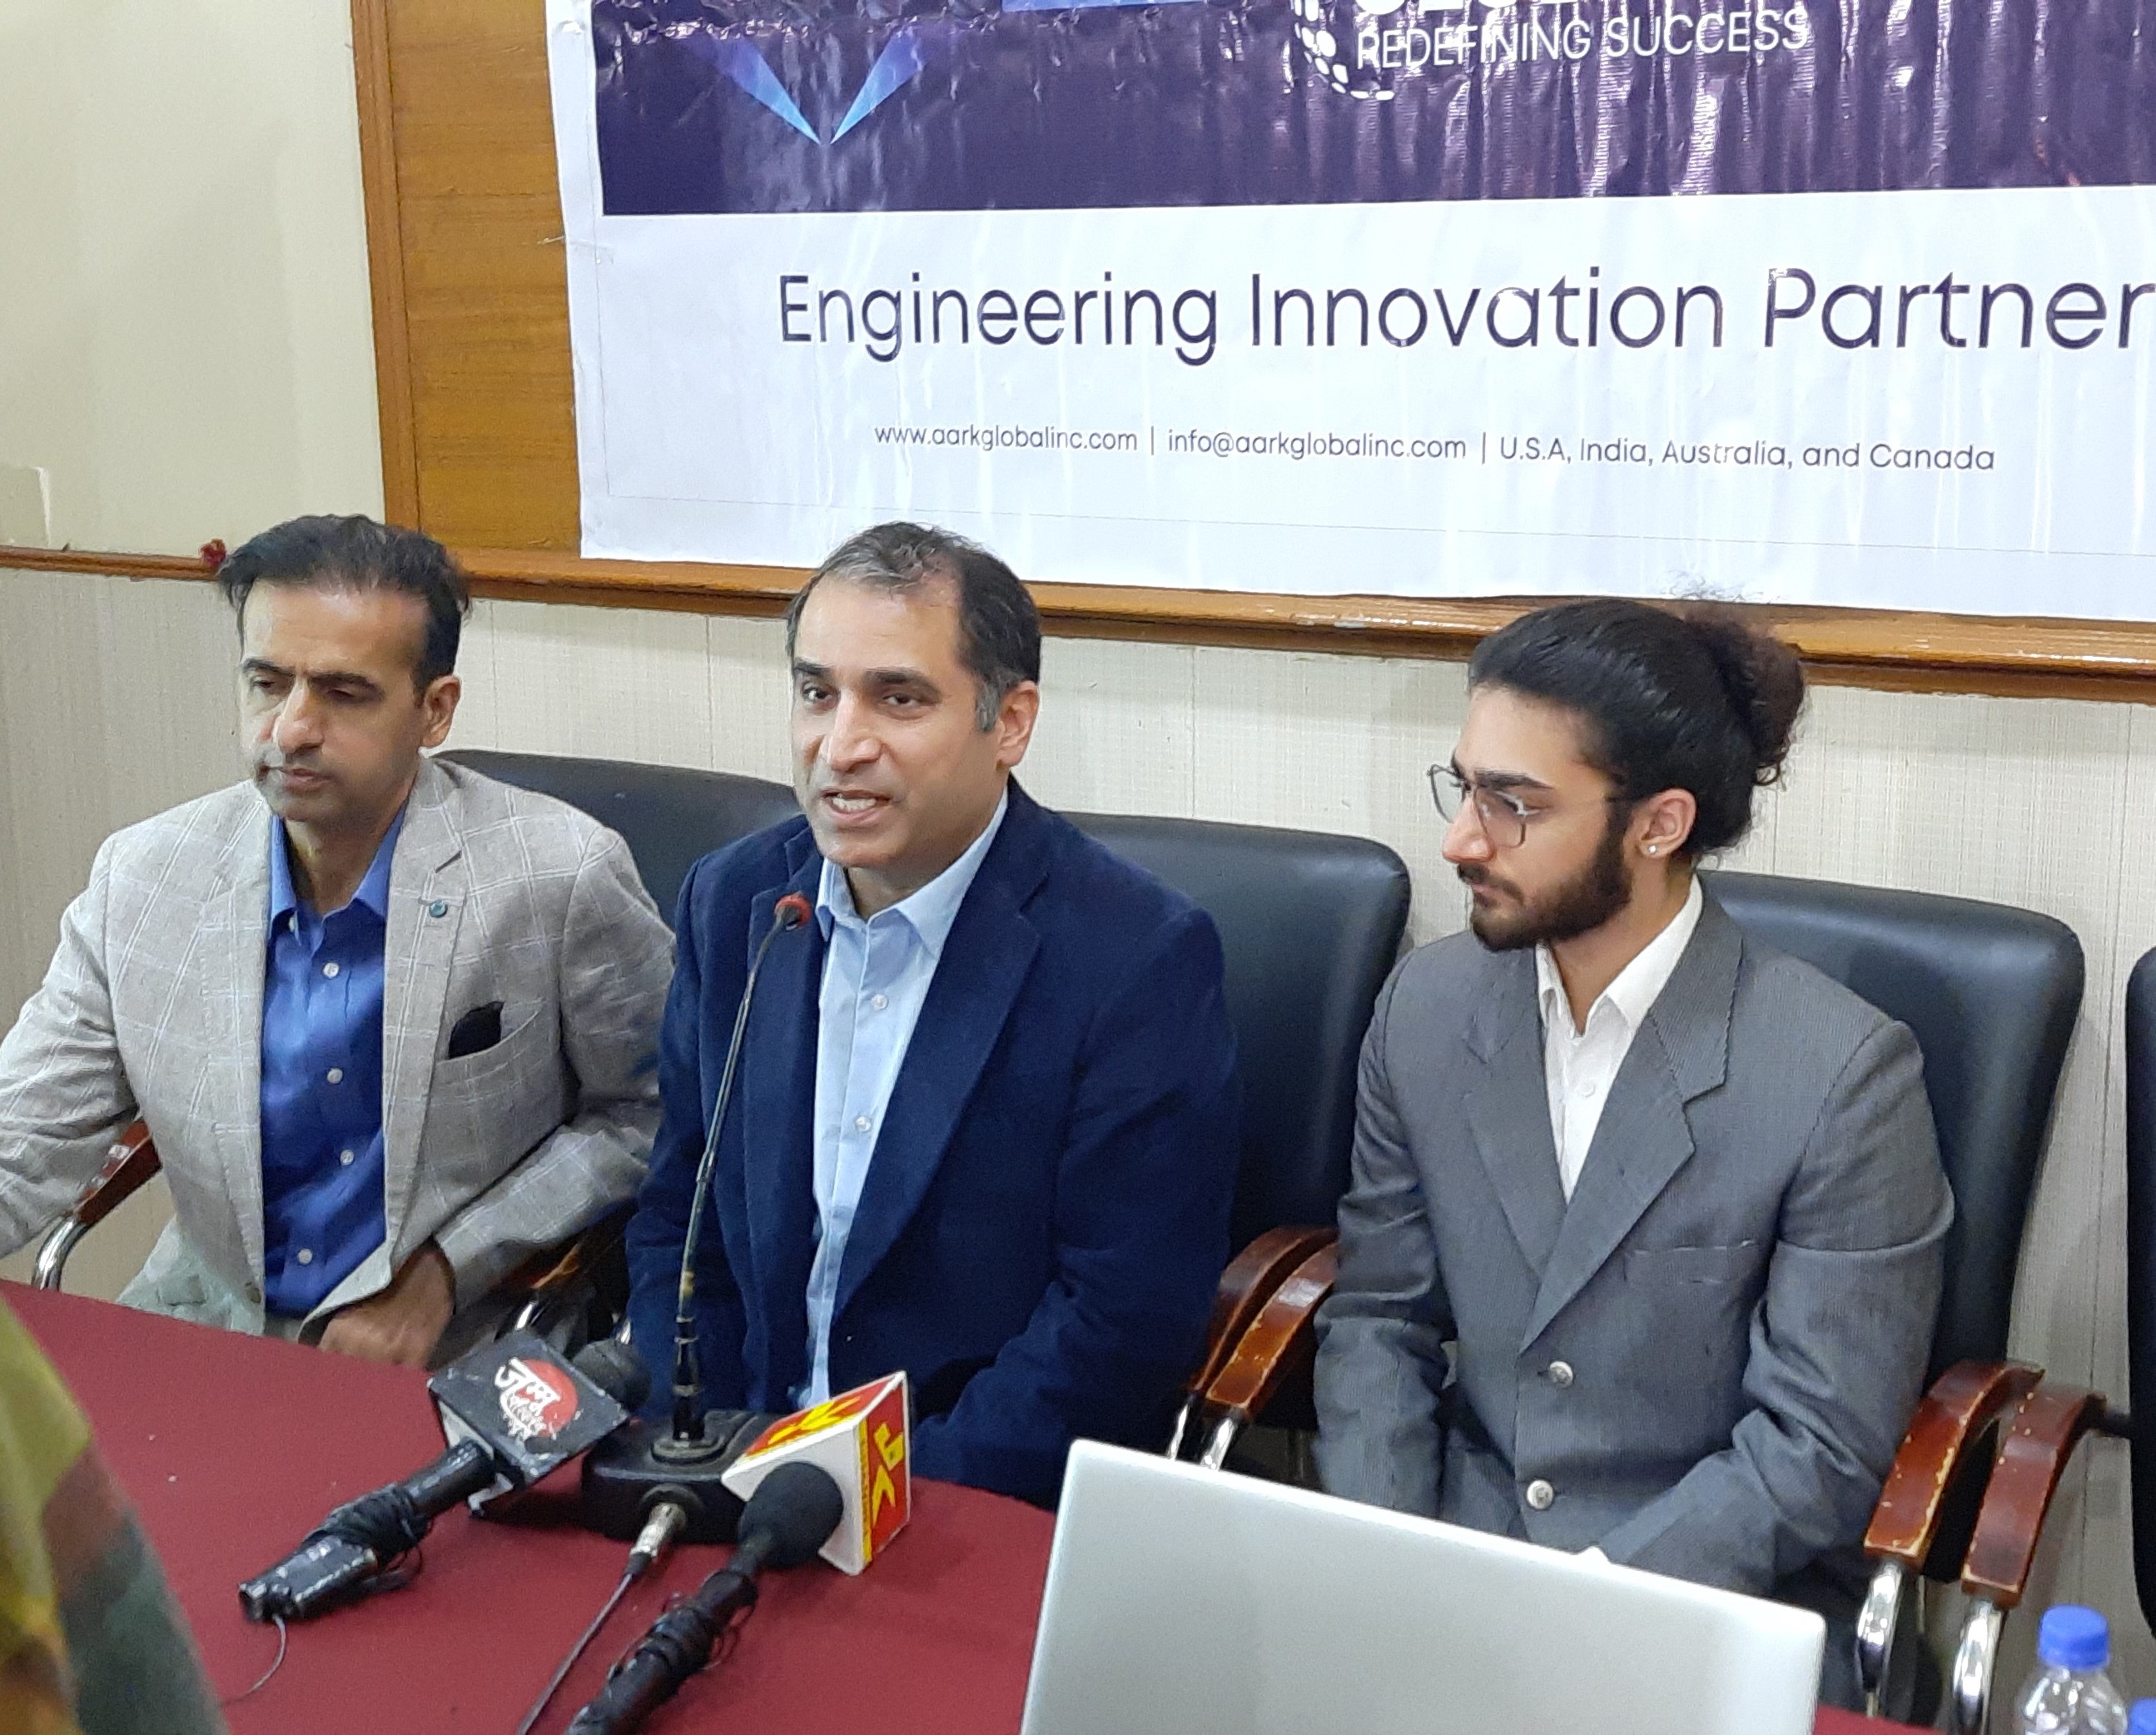 REDEFINING SUCCESS
Engineering Innovation Partner
www.aarkglobalinc.com | info@aarkglobalinc.com | U.S.A, India, Australia, and Canada